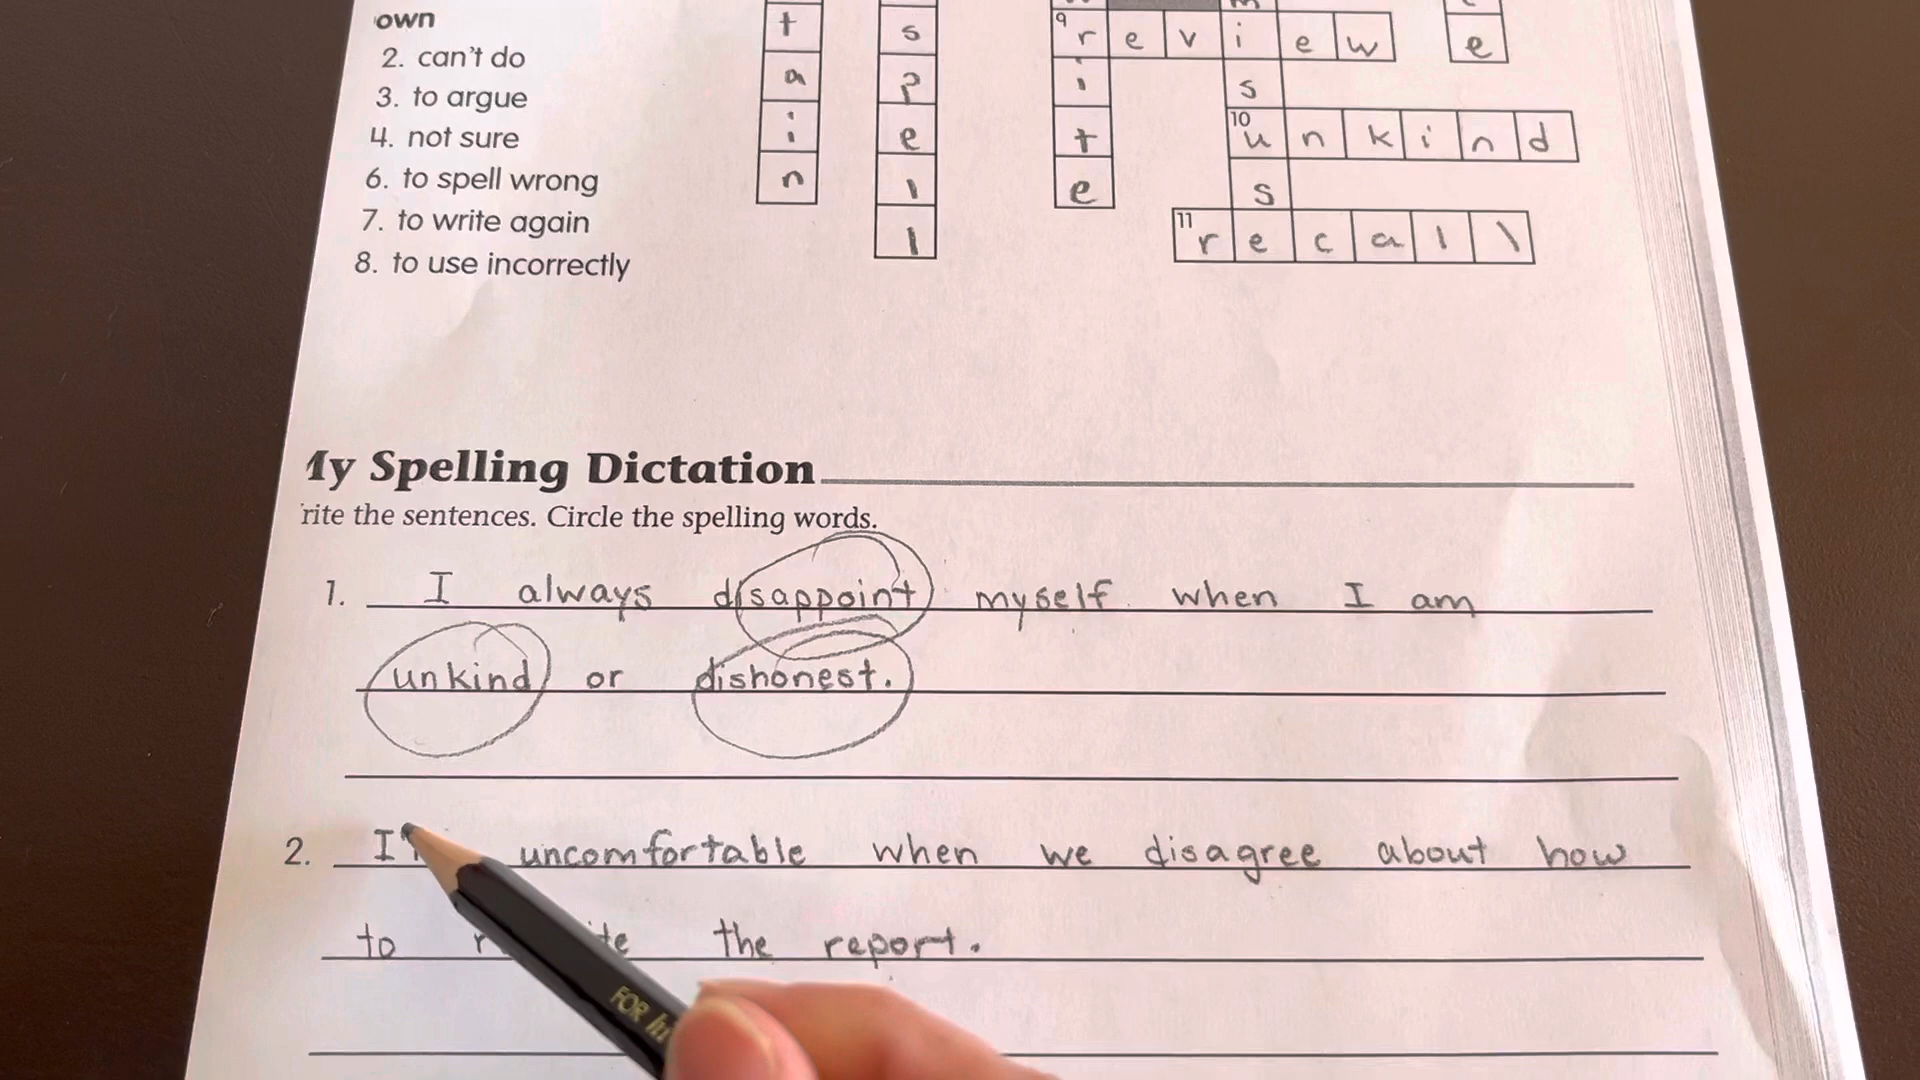 own
2. can't do
3. to argue
4. not sure
6. to spell wrong
7. to write again
8. to use incorrectly
t
a
i
n
s
p
e
l
l
9 r e v i e w
i
t
e
s
10 u n k i n d
s
11 r e c a l l
e
My Spelling Dictation
rite the sentences. Circle the spelling words.
1. I always disappoint myself when I am
unkind or dishonest.
2. uncomfortable when we disagree about how
to the report.
FOR